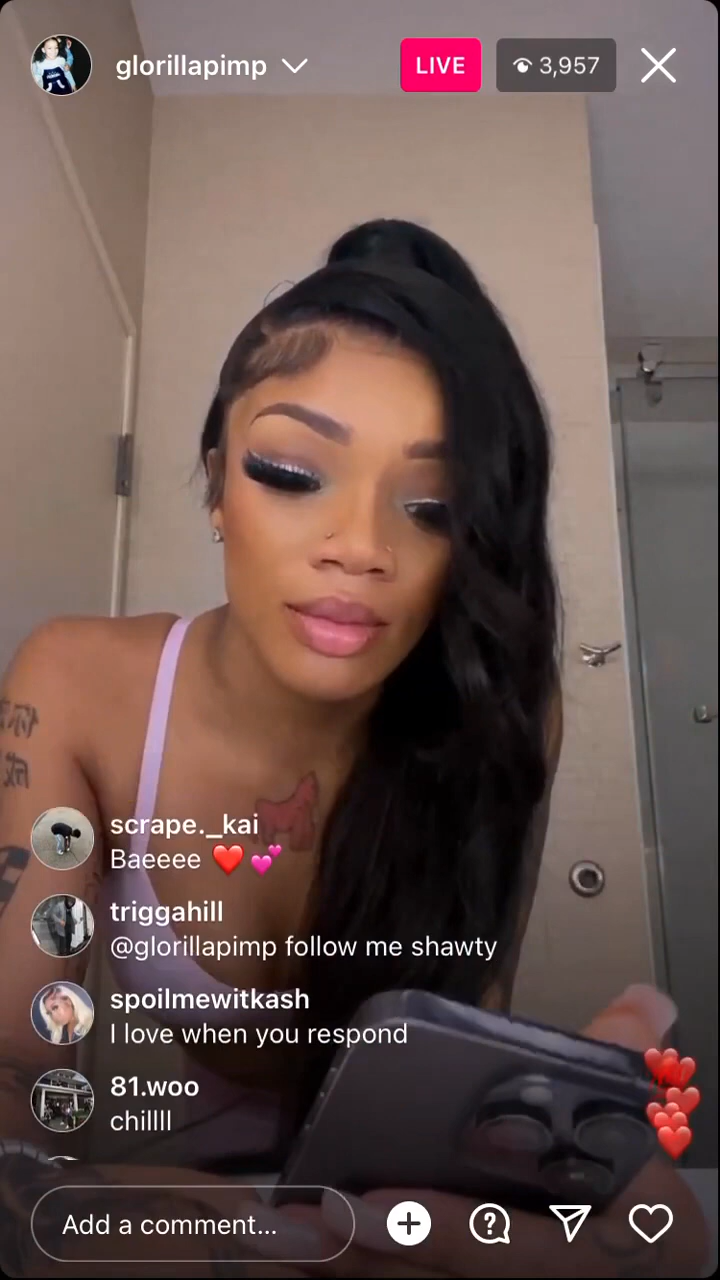 glorillapimp
LIVE
3,957
scrape._kai
Baeeee ❤️💕
triggahill
@glorillapimp follow me shawty
spoilmewitkash
I love when you respond
81.woo
chillll
Add a comment...